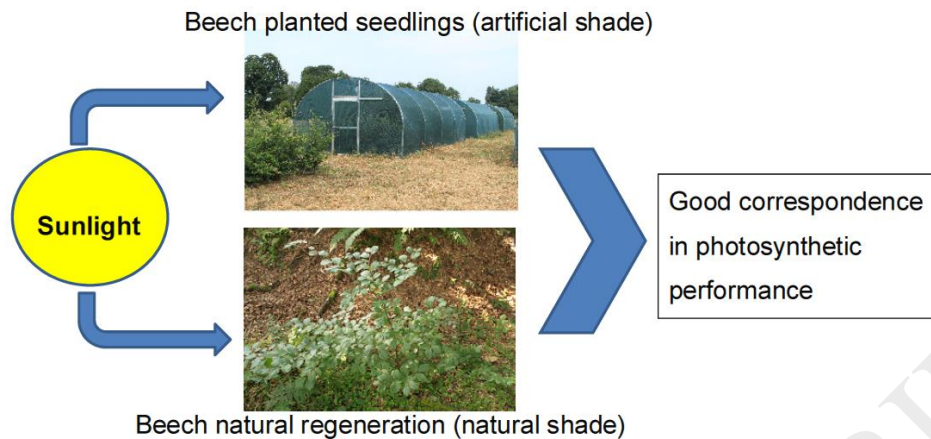 Beech planted seedlings (artificial shade)
Sunlight
Good correspondence
in photosynthetic
performance
Beech natural regeneration (natural shade)